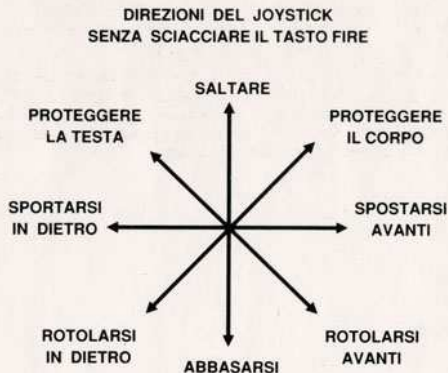 DIREZIONI DEL JOYSTICK
SENZA SCIACCIARE IL TASTO FIRE
SALTARE
PROTEGGERE
LA TESTA
PROTEGGERE
IL CORPO
SPORTARSI
IN DIETRO
SPOSTARSI
AVANTI
ROTOLARSI
IN DIETRO
ABBASARSI
ROTOLARSI
AVANTI